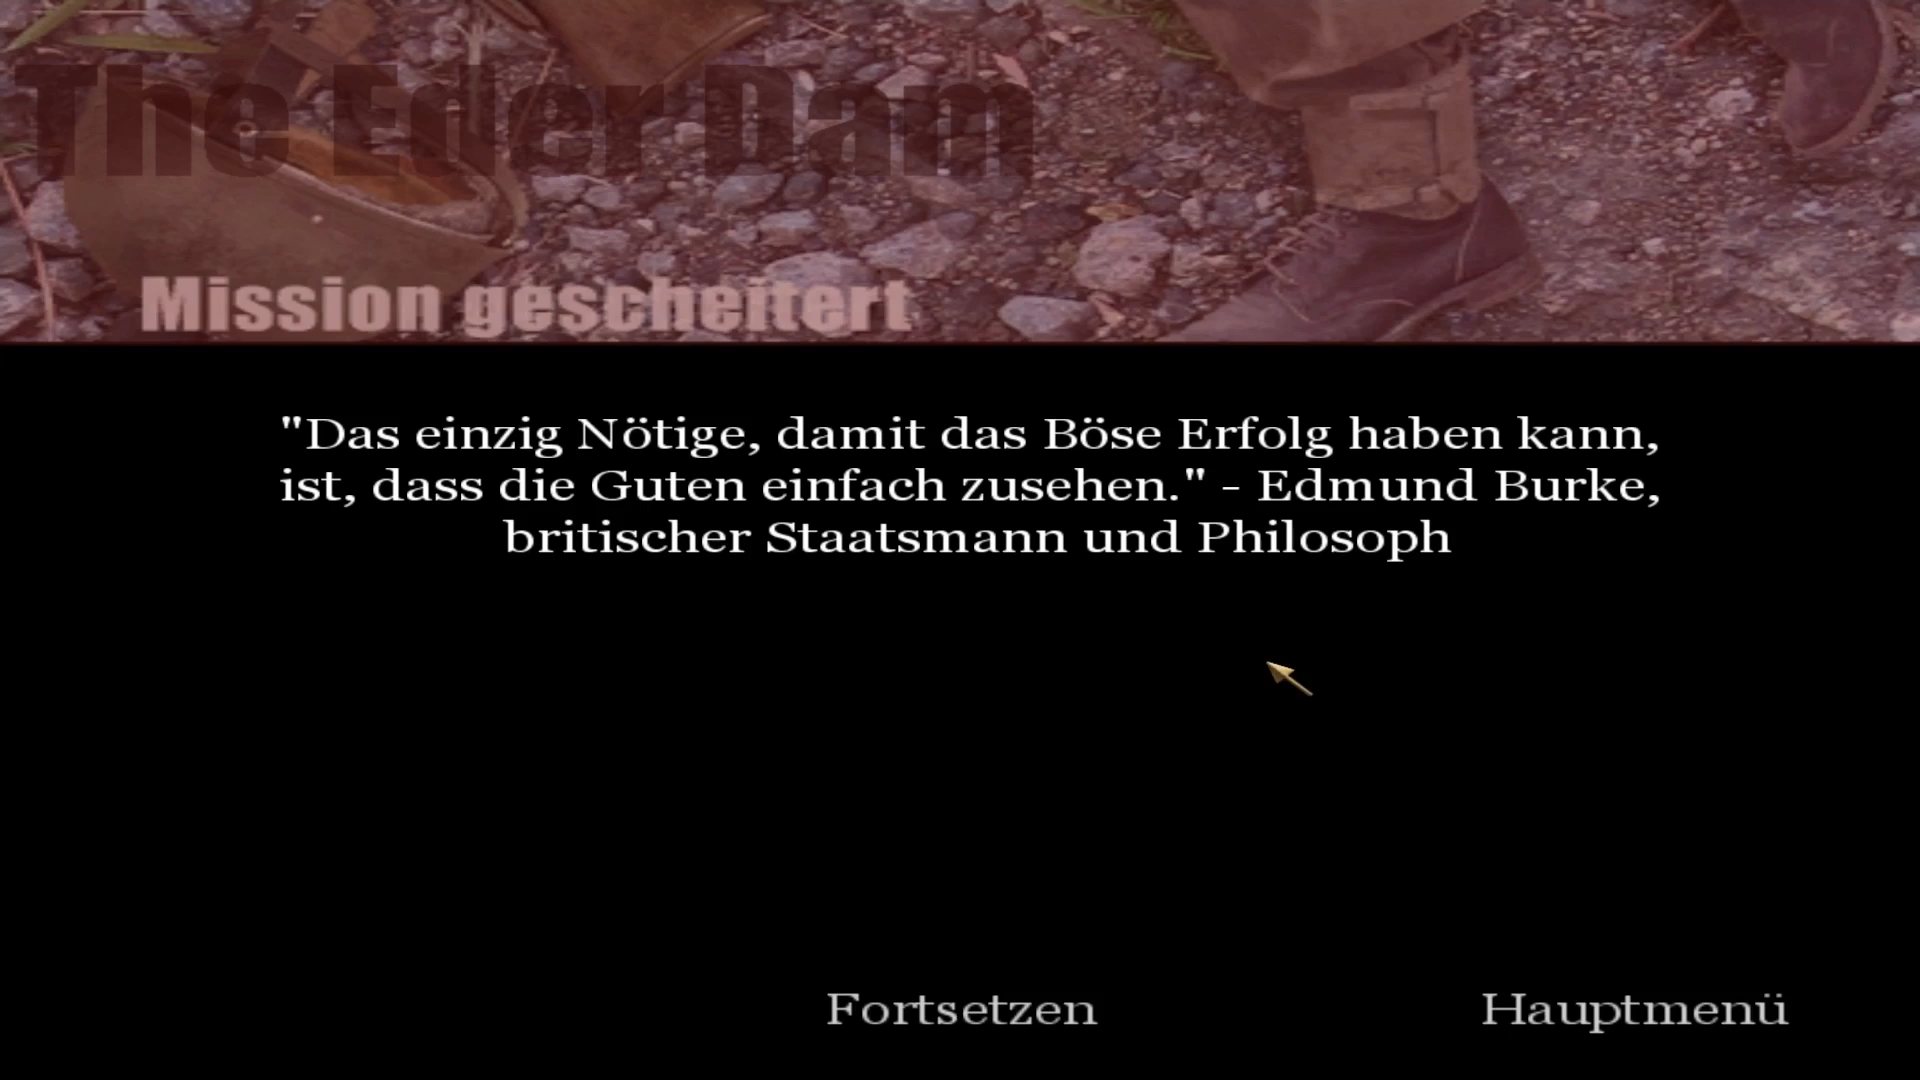 The Eder Dam
Mission gescheitert
"Das einzig Nötige, damit das Böse Erfolg haben kann,
ist, dass die Guten einfach zusehen." - Edmund Burke,
britischer Staatsmann und Philosoph
Fortsetzen
Hauptmenü